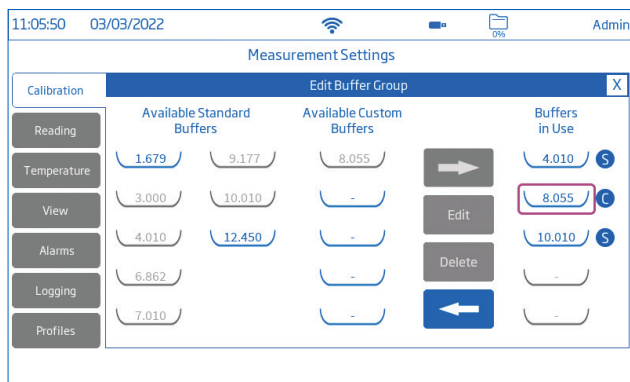 11:05:50 03/03/2022 0% Admin
Measurement Settings
Calibration Edit Buffer Group X
Available Standard Buffers Available Custom Buffers Buffers in Use
Reading
1.679 9.177 8.055 4.010 S
Temperature
3.000 10.010 - Edit 8.055 C
View
4.010 12.450 - 10.010 S
Alarms
Delete
6.862 - -
Logging
7.010 - -
Profiles